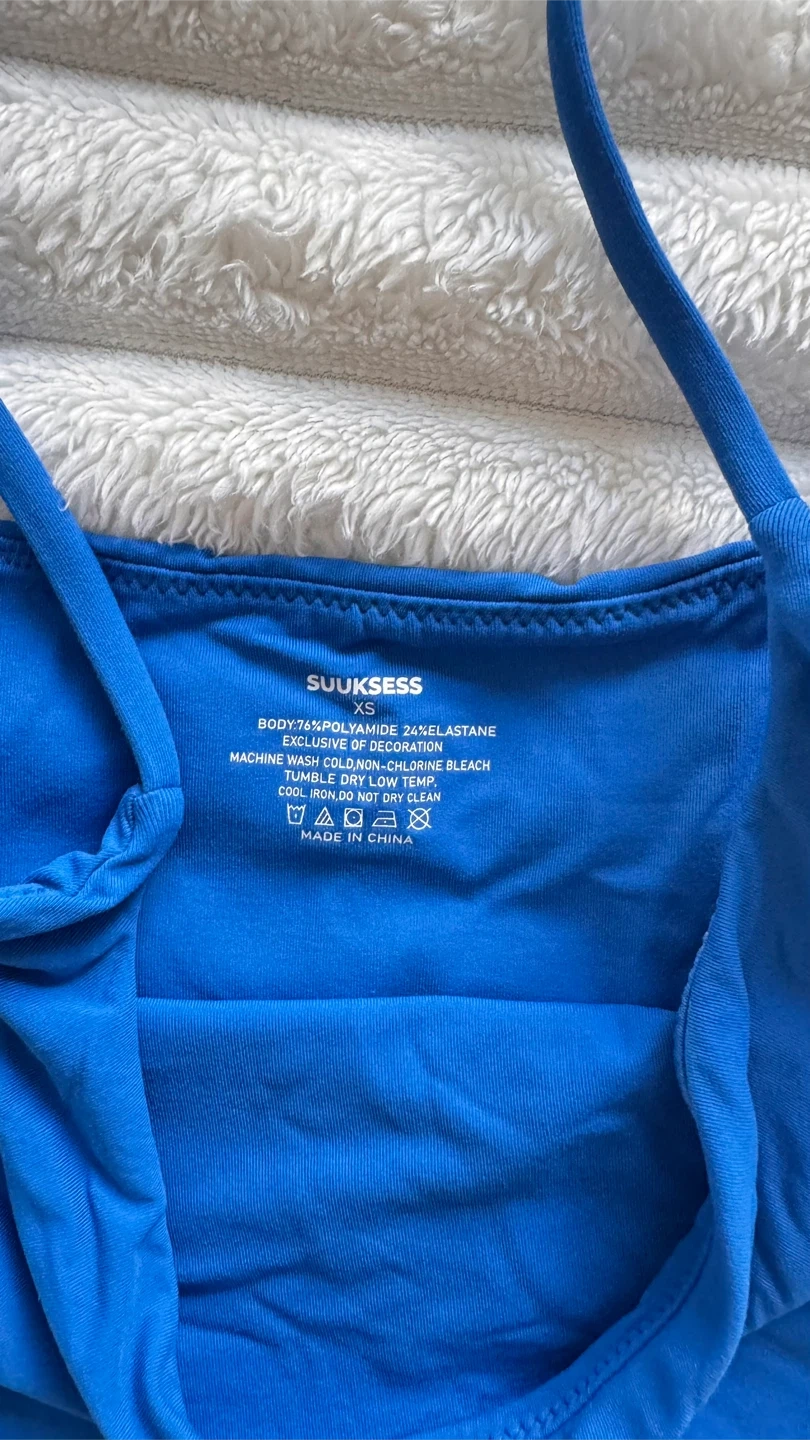 SUUKSESS
XS
BODY:76%POLYAMIDE 24%ELASTANE
EXCLUSIVE OF DECORATION
MACHINE WASH COLD,NON-CHLORINE BLEACH
TUMBLE DRY LOW TEMP.
COOL IRON,DO NOT DRY CLEAN
MADE IN CHINA